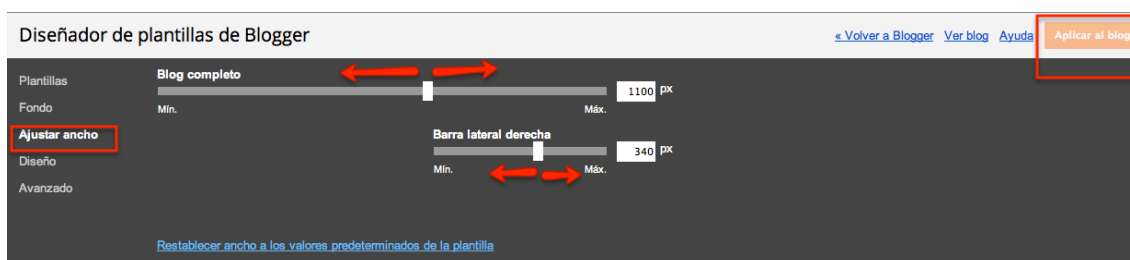 Diseñador de plantillas de Blogger
« Volver a Blogger Ver blog Ayuda Aplicar al blog
Plantillas
Fondo
Ajustar ancho
Diseño
Avanzado
Blog completo
1100 px
Mín. Máx.
Barra lateral derecha
340 px
Mín. Máx.
Restablecer ancho a los valores predeterminados de la plantilla